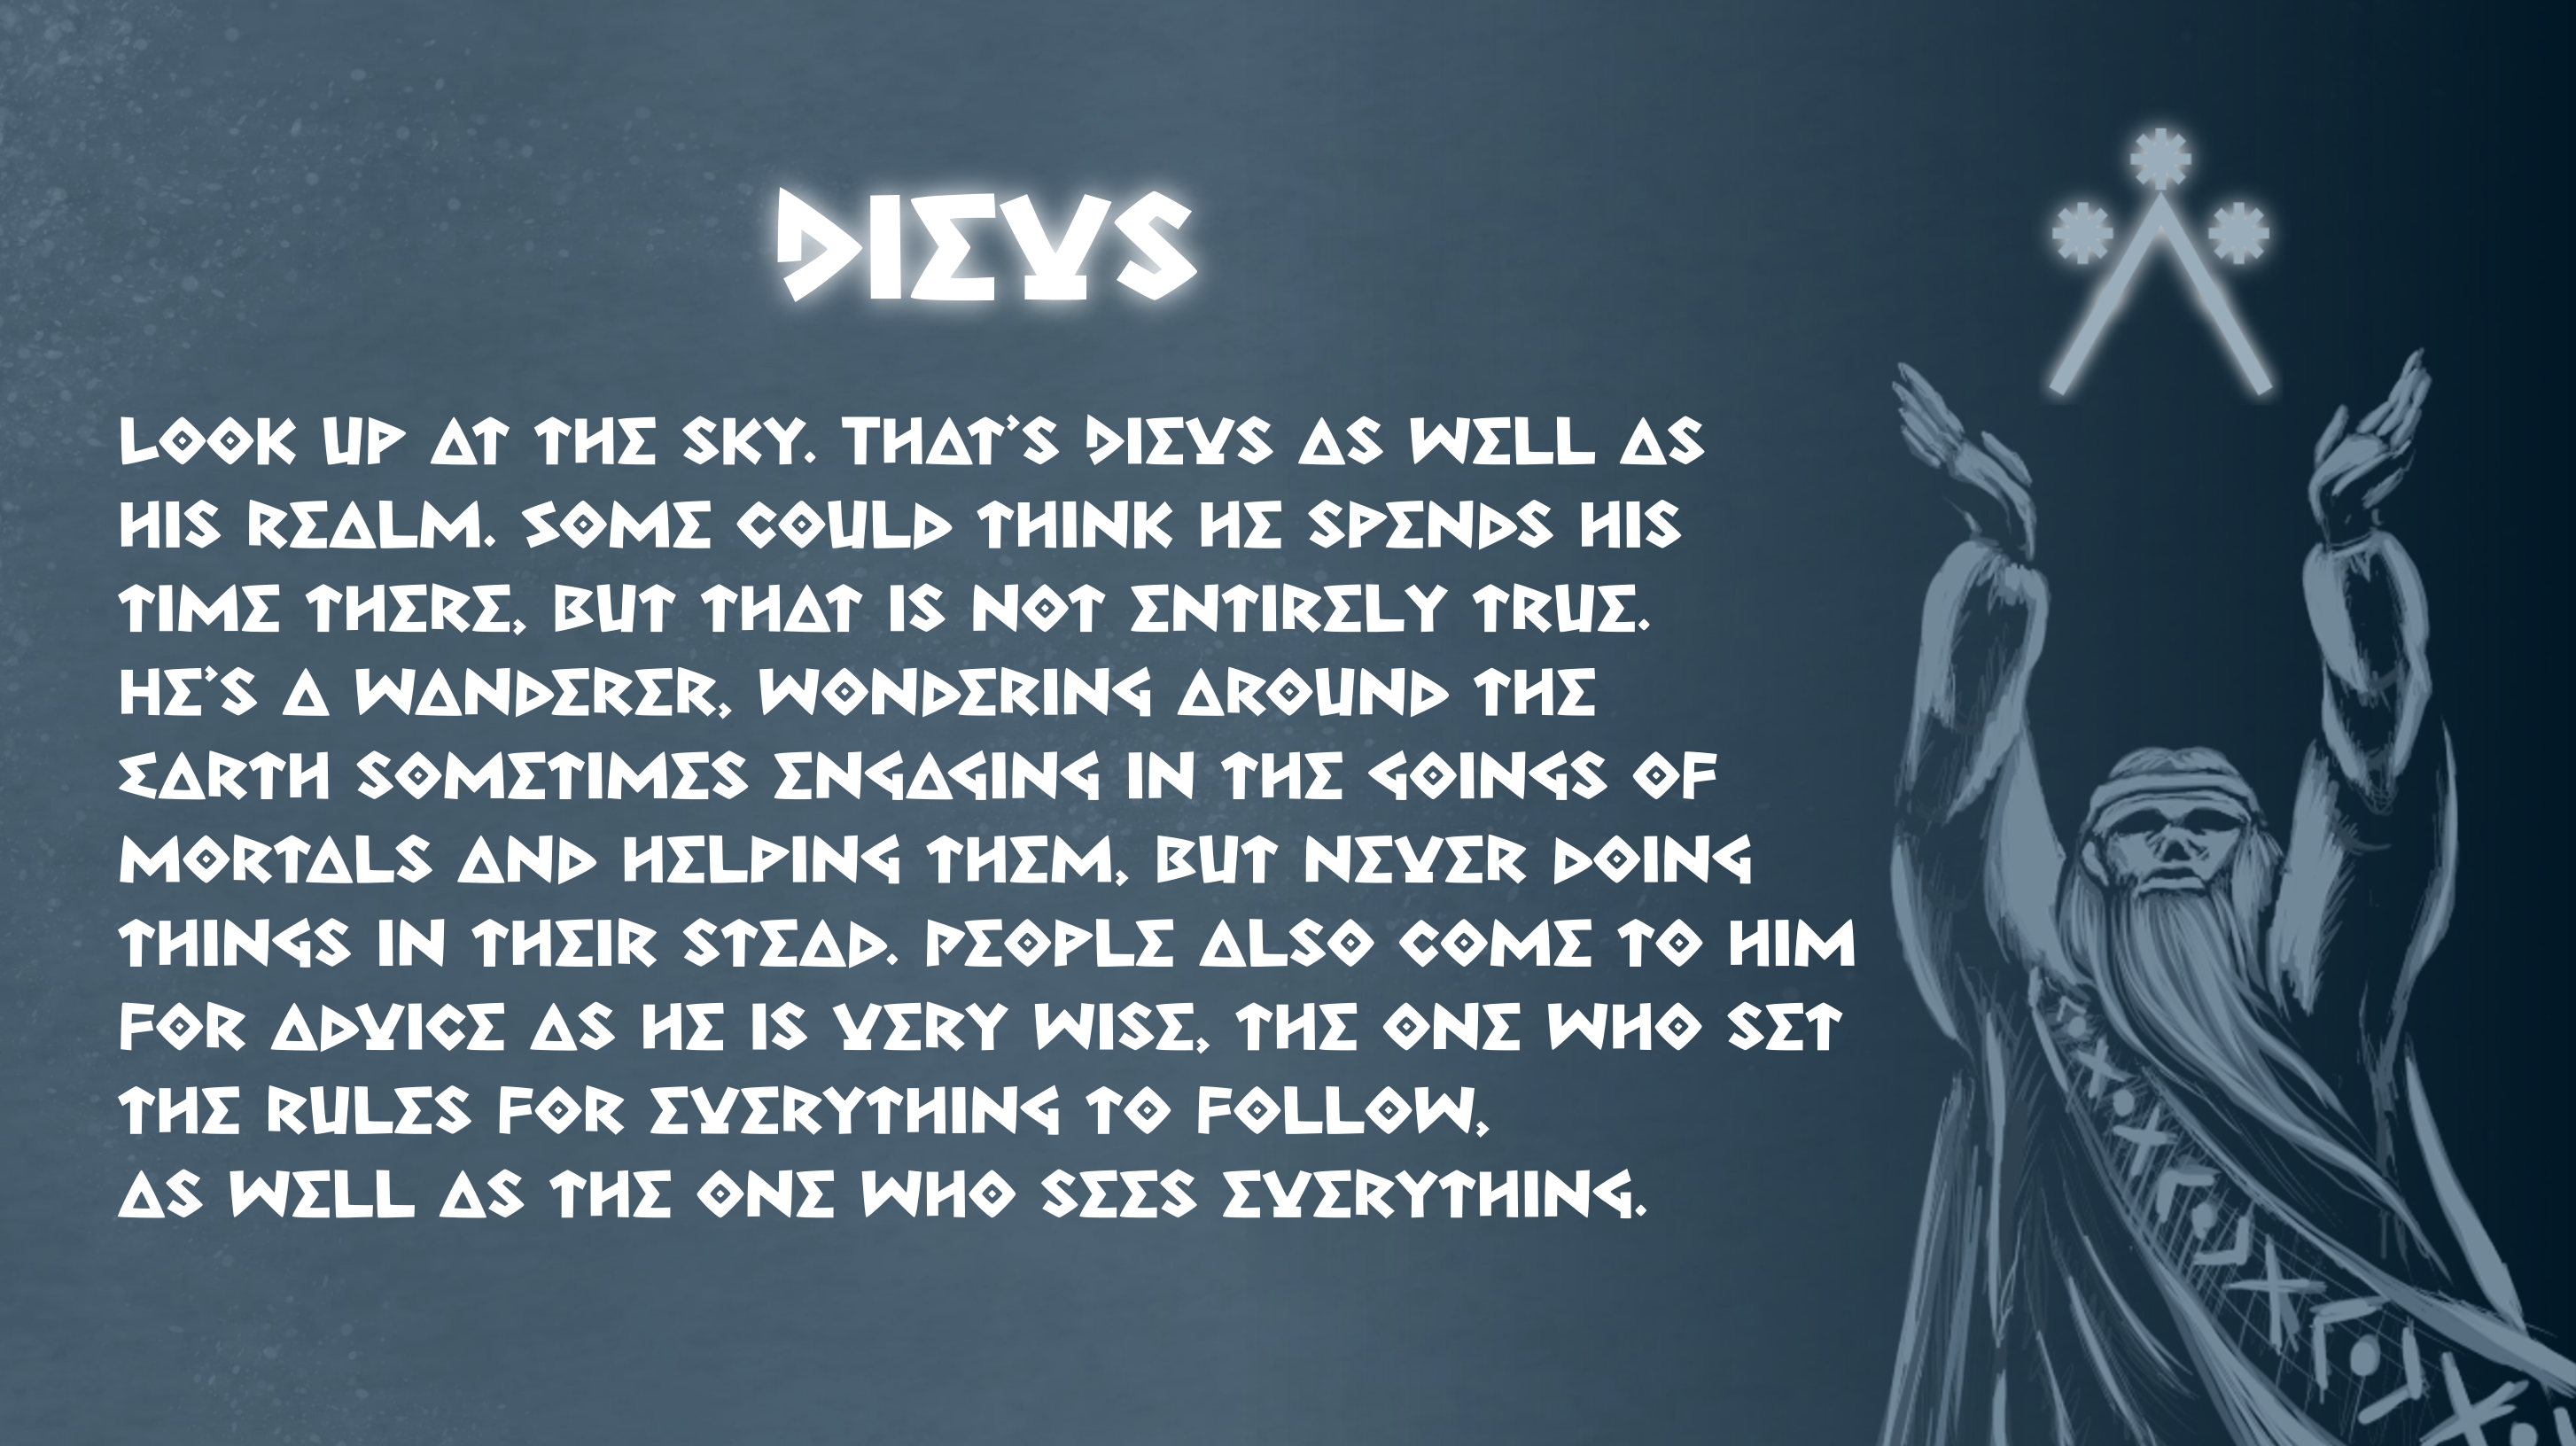 DIEVS
LOOK UP AT THE SKY. THAT'S DIEVS AS WELL AS
HIS REALM. SOME COULD THINK HE SPENDS HIS
TIME THERE, BUT THAT IS NOT ENTIRELY TRUE.
HE'S A WANDERER, WONDERING AROUND THE
EARTH SOMETIMES ENGAGING IN THE GOINGS OF
MORTALS AND HELPING THEM, BUT NEVER DOING
THINGS IN THEIR STEAD. PEOPLE ALSO COME TO HIM
FOR ADVICE AS HE IS VERY WISE, THE ONE WHO SET
THE RULES FOR EVERYTHING TO FOLLOW,
AS WELL AS THE ONE WHO SEES EVERYTHING.